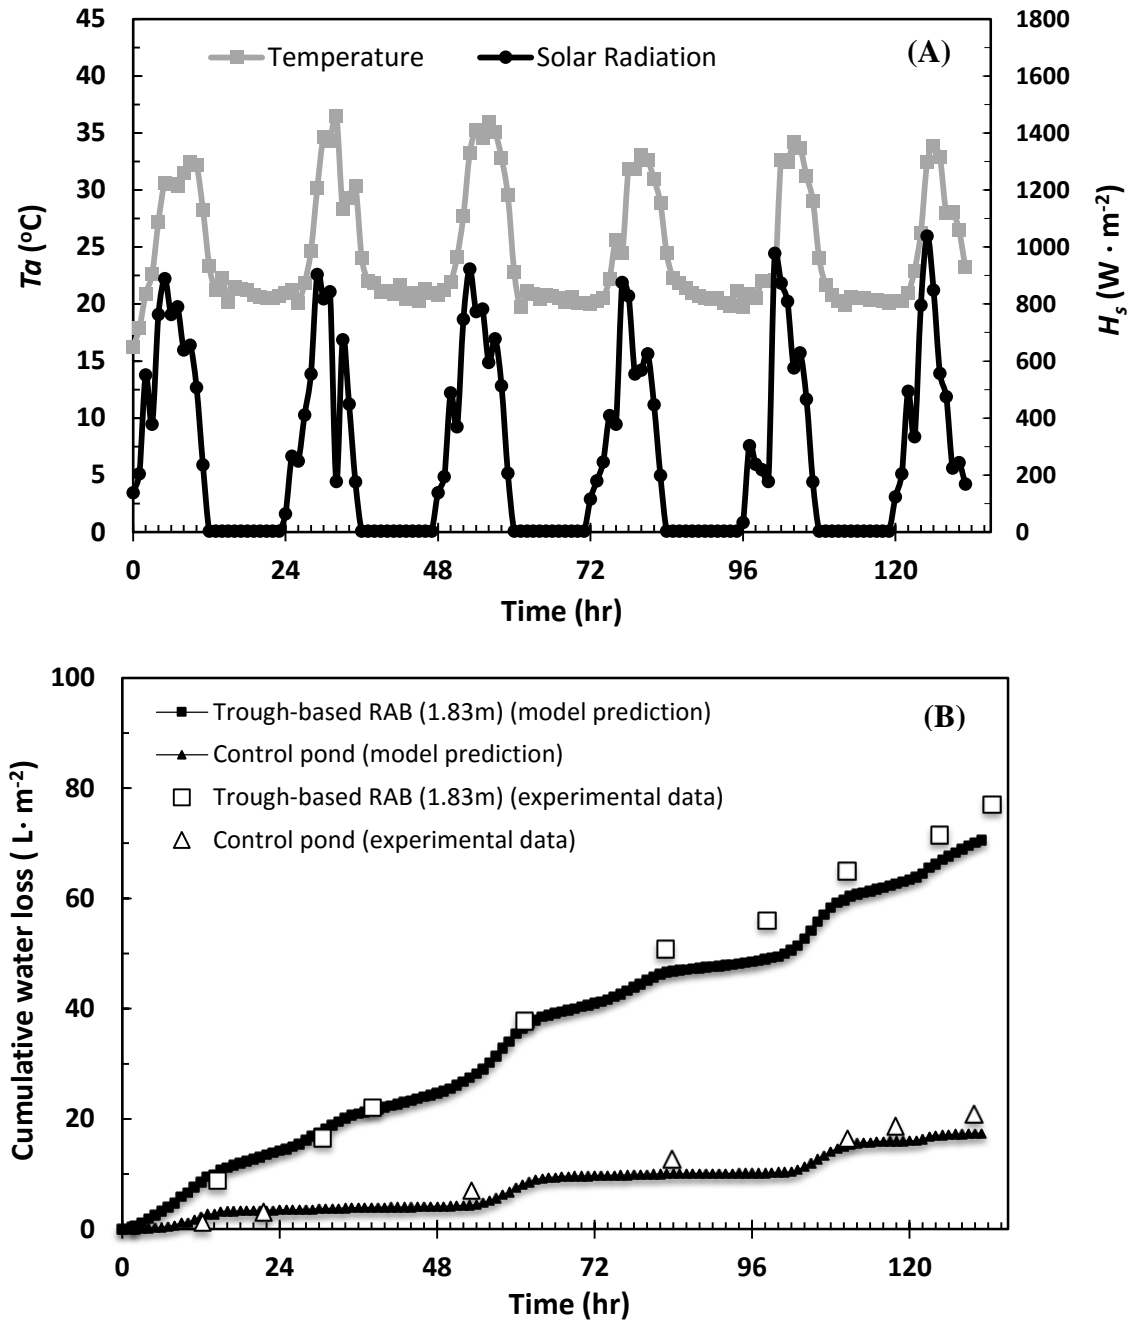 45
40
35
30
25
20
15
10
5
0
Ta (ºC)
Temperature
Solar Radiation
(A)
1800
1600
1400
1200
1000
800
600
400
200
0
Hs (W · m-2)
0 24 48 72 96 120
Time (hr)
100
80
60
40
20
0
Cumulative water loss ( L· m-2)
Trough-based RAB (1.83m) (model prediction)
(B)
Control pond (model prediction)
Trough-based RAB (1.83m) (experimental data)
Control pond (experimental data)
0 24 48 72 96 120
Time (hr)